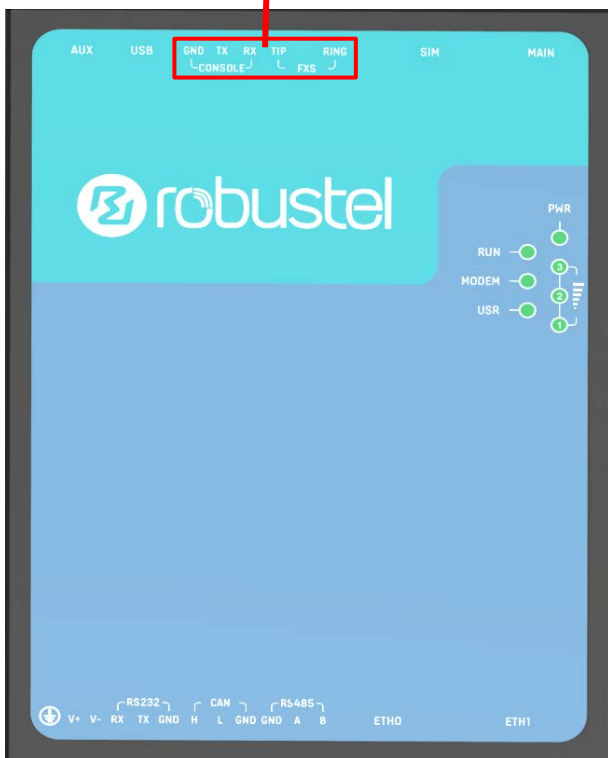 AUX USB GND TX RX TIP RING SIM MAIN
CONSOLE FXS
robustel
PWR
RUN
3
MODEM
2
USR
1
RS232 CAN RS485
V+ V- RX TX GND H L GND GND A B ETH0 ETH1